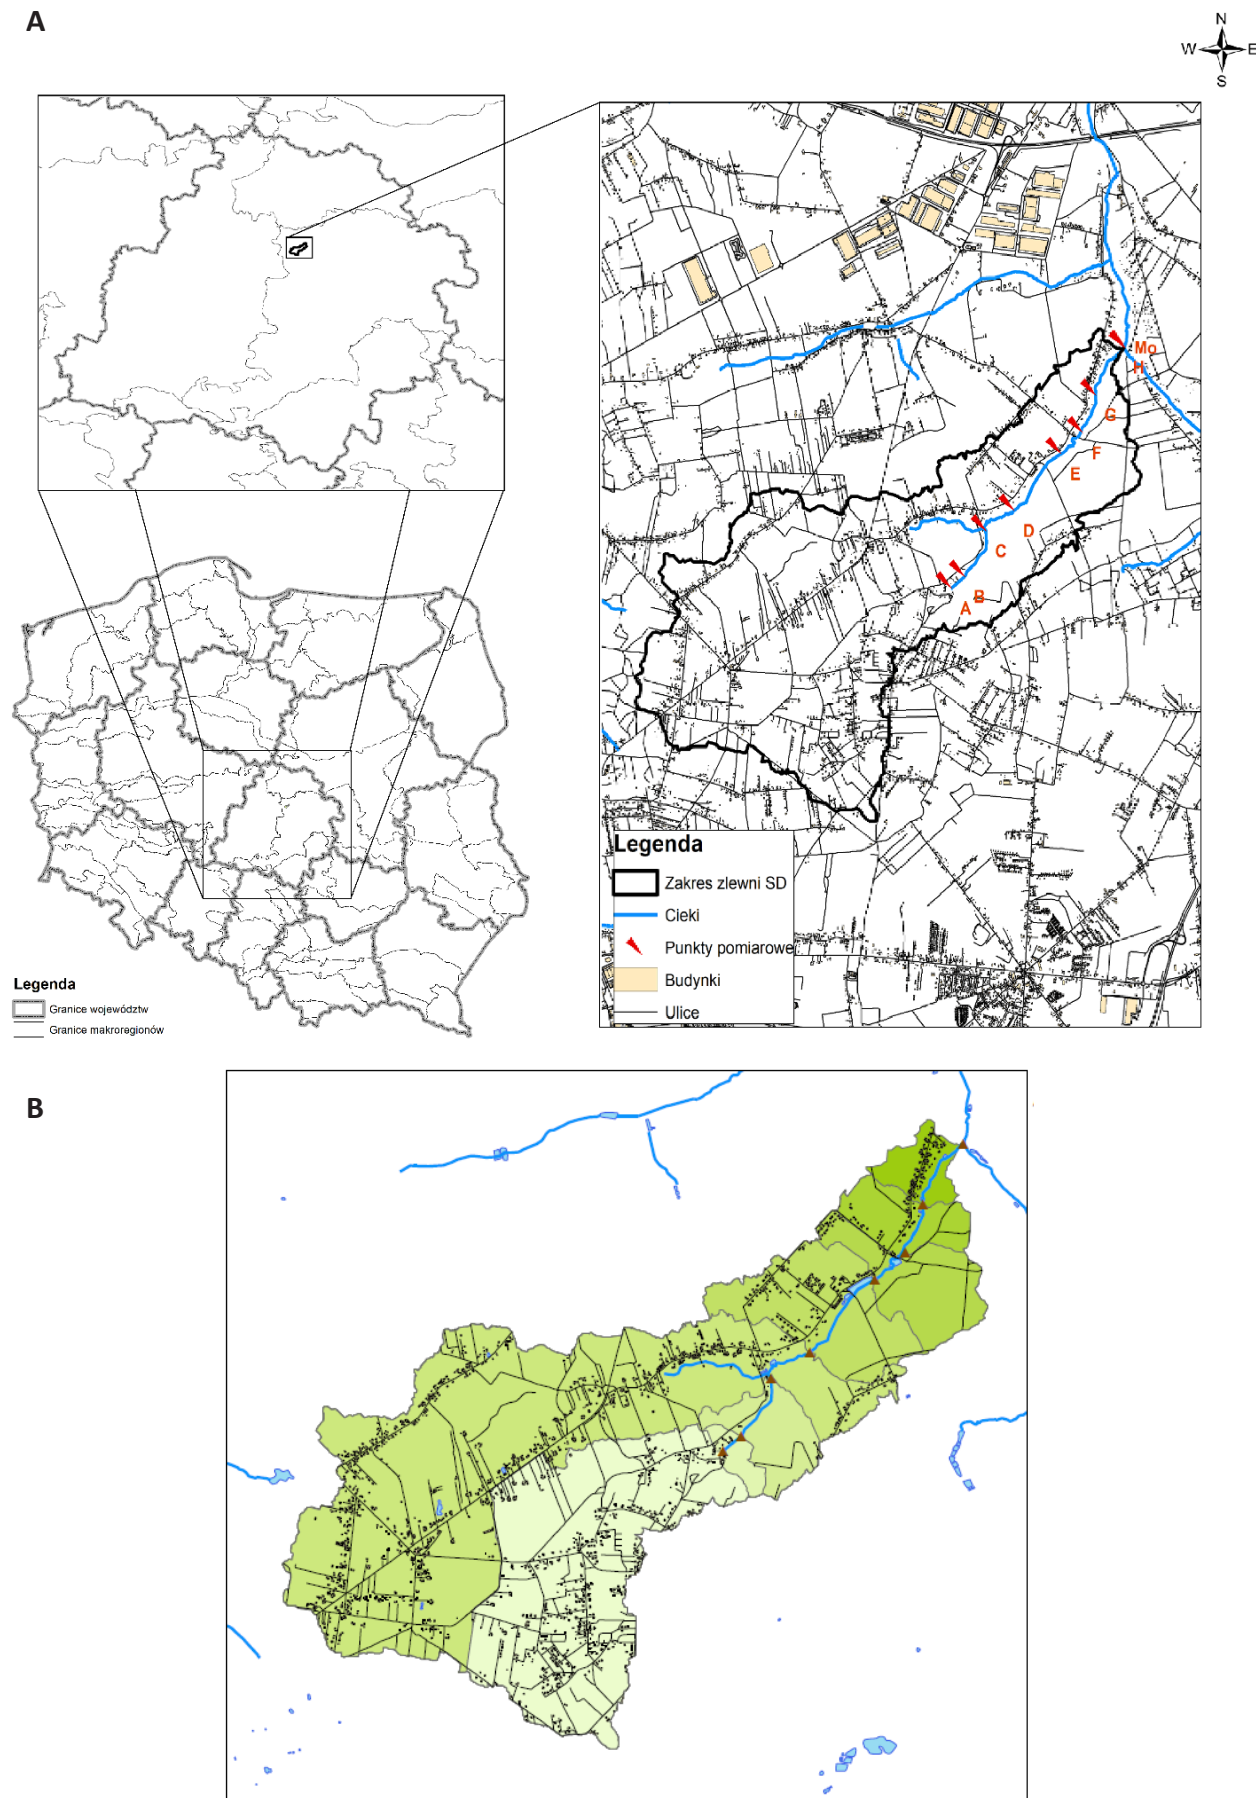 A
N
W E
S
Mo
H
G
F
E
D
C
B
A
E
Legenda
Zakres zlewni SD
Cieki
Punkty pomiarowe
Budynki
Ulice
Legenda
Granice województw
Granice makroregionów
B
E